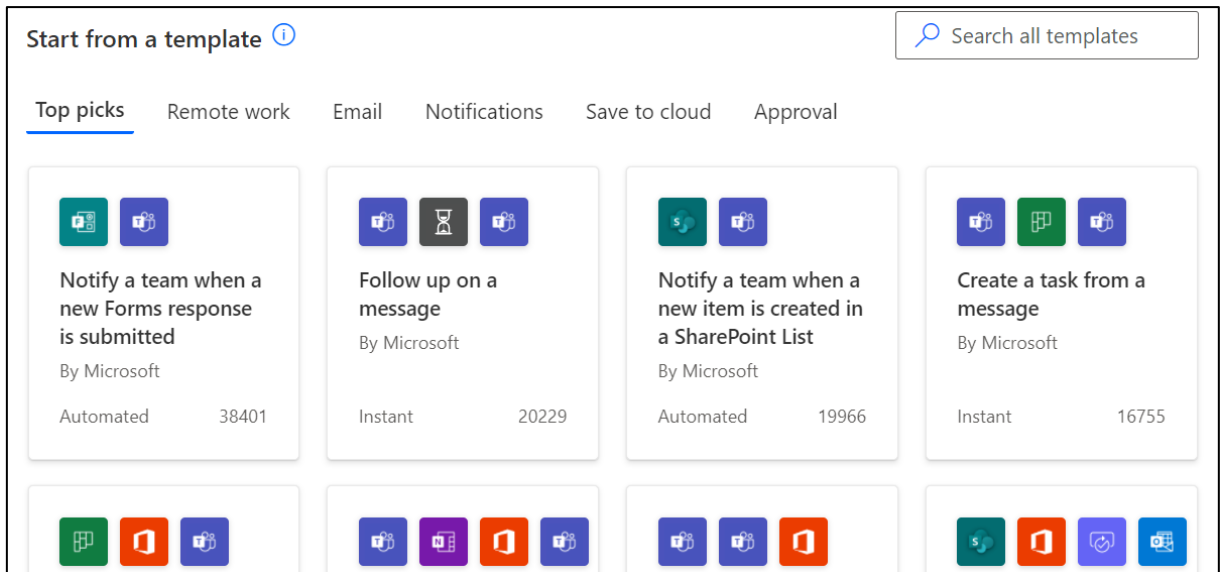 Start from a template
Search all templates
Top picks Remote work Email Notifications Save to cloud Approval
Notify a team when a
new Forms response
is submitted
By Microsoft
Automated 38401
Follow up on a
message
By Microsoft
Instant 20229
Notify a team when a
new item is created in
a SharePoint List
By Microsoft
Automated 19966
Create a task from a
message
By Microsoft
Instant 16755